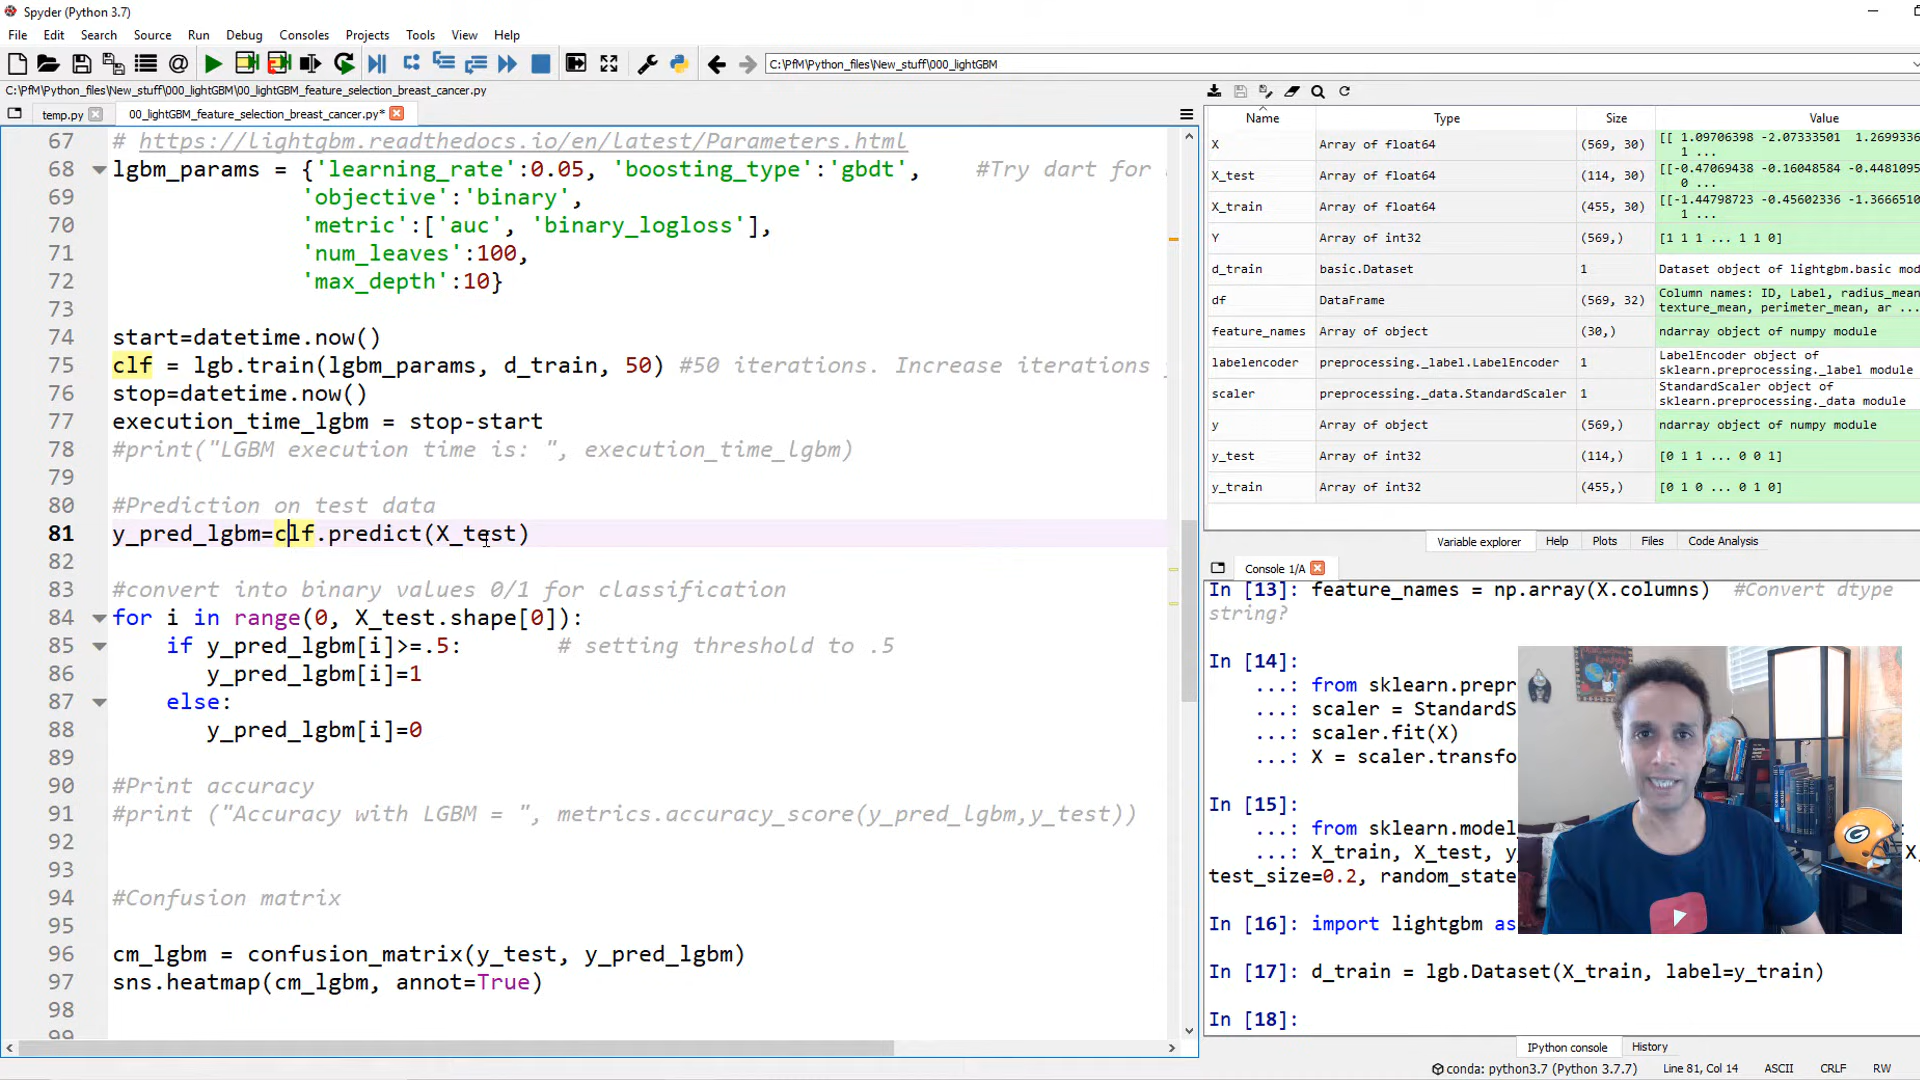 Spyder (Python 3.7)
File Edit Search Source Run Debug Consoles Projects Tools View Help
C:\PfM\Python_files\New_stuff\000_lightGBM
C:\PfM\Python_files\New_stuff\000_lightGBM\00_lightGBM_feature_selection_breast_cancer.py
temp.py 00_lightGBM_feature_selection_breast_cancer.py*
67 # https://lightgbm.readthedocs.io/en/latest/Parameters.html
68 lgbm_params = {'learning_rate':0.05, 'boosting_type':'gbdt', #Try dart for
69 'objective':'binary',
70 'metric':['auc', 'binary_logloss'],
71 'num_leaves':100,
72 'max_depth':10}
73
74 start=datetime.now()
75 clf = lgb.train(lgbm_params, d_train, 50) #50 iterations. Increase iterations
76 stop=datetime.now()
77 execution_time_lgbm = stop-start
78 #print("LGBM execution time is: ", execution_time_lgbm)
79
80 #Prediction on test data
81 y_pred_lgbm=clf.predict(X_test)
82
83 #convert into binary values 0/1 for classification
84 for i in range(0, X_test.shape[0]):
85 if y_pred_lgbm[i]>=.5: # setting threshold to .5
86 y_pred_lgbm[i]=1
87 else:
88 y_pred_lgbm[i]=0
89
90 #Print accuracy
91 #print ("Accuracy with LGBM = ", metrics.accuracy_score(y_pred_lgbm,y_test))
92
93
94 #Confusion matrix
95
96 cm_lgbm = confusion_matrix(y_test, y_pred_lgbm)
97 sns.heatmap(cm_lgbm, annot=True)
98
99
Name Type Size Value
X Array of float64 (569, 30) [[ 1.09706398 -2.07333501 1.2699336
1 ...
X_test Array of float64 (114, 30) [[-0.47069438 -0.16048584 -0.4481095
0 ...
X_train Array of float64 (455, 30) [[-1.44798723 -0.45602336 -1.3666510
1 ...
Y Array of int32 (569,) [1 1 1 ... 1 1 0]
d_train basic.Dataset 1 Dataset object of lightgbm.basic mod
df DataFrame (569, 32) Column names: ID, Label, radius_mean
texture_mean, perimeter_mean, ar ...
feature_names Array of object (30,) ndarray object of numpy module
labelencoder preprocessing._label.LabelEncoder 1 LabelEncoder object of
sklearn.preprocessing._label module
scaler preprocessing._data.StandardScaler 1 StandardScaler object of
sklearn.preprocessing._data module
y Array of object (569,) ndarray object of numpy module
y_test Array of int32 (114,) [0 1 1 ... 0 0 1]
y_train Array of int32 (455,) [0 1 0 ... 0 1 0]
Variable explorer Help Plots Files Code Analysis
Console 1/A
In [13]: feature_names = np.array(X.columns) #Convert dtype
string?
In [14]:
...: from sklearn.prepr
...: scaler = StandardS
...: scaler.fit(X)
...: X = scaler.transfo
In [15]:
...: from sklearn.model
...: X_train, X_test, y_ X_
test_size=0.2, random_state
In [16]: import lightgbm as
In [17]: d_train = lgb.Dataset(X_train, label=y_train)
In [18]:
IPython console History
conda: python3.7 (Python 3.7.7) Line 81, Col 14 ASCII CRLF RW